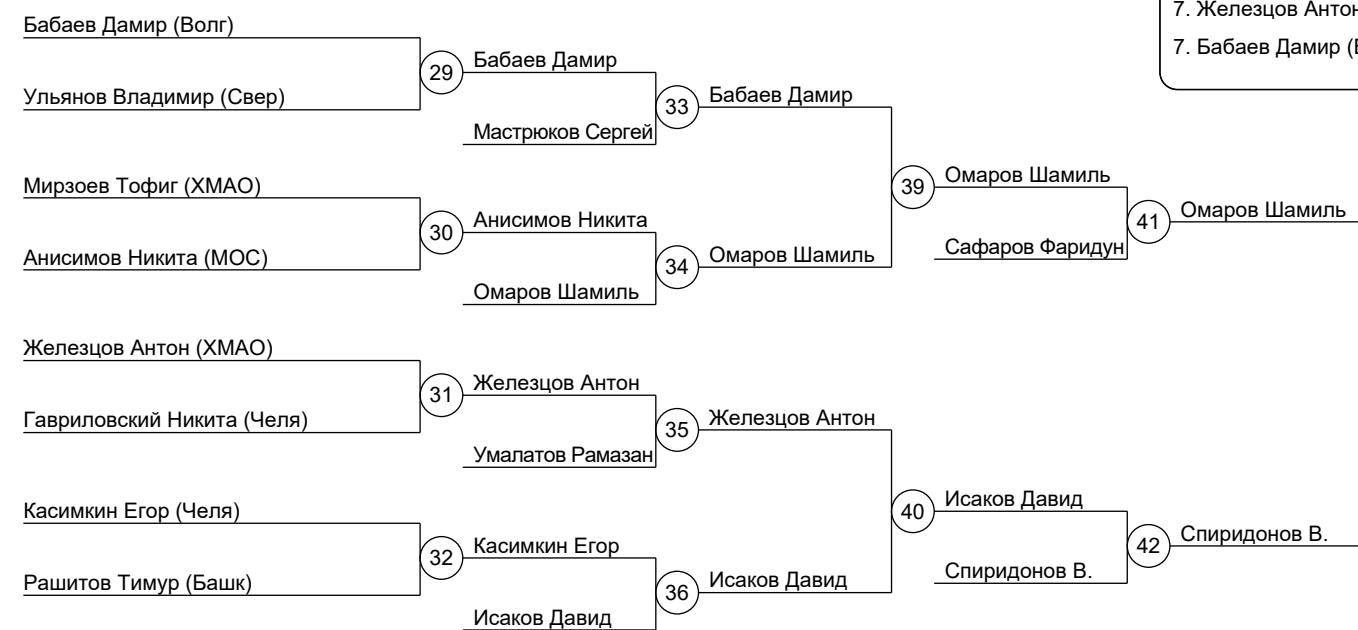 7. Железцов Антон
7. Бабаев Дамир (В
Бабаев Дамир (Волг)
29
Бабаев Дамир
Ульянов Владимир (Свер)
33
Бабаев Дамир
Мастрюков Сергей
Мирзоев Тофиг (ХМАО)
39
Омаров Шамиль
30
Анисимов Никита
41
Омаров Шамиль
Анисимов Никита (МОС)
34
Омаров Шамиль
Сафаров Фаридун
Омаров Шамиль
Железцов Антон (ХМАО)
31
Железцов Антон
Гавриловский Никита (Челя)
35
Железцов Антон
Умалатов Рамазан
Касимкин Егор (Челя)
40
Исаков Давид
32
Касимкин Егор
42
Спиридонов В.
Рашитов Тимур (Башк)
36
Исаков Давид
Спиридонов В.
Исаков Давид